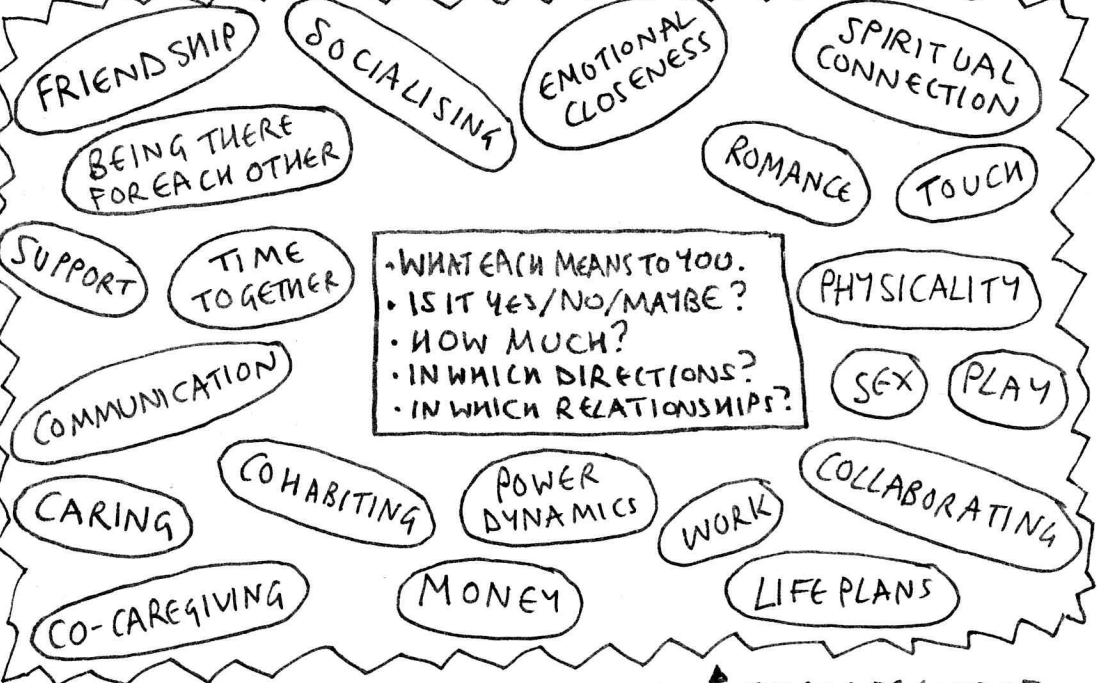 FRIENDSHIP
SOCIALISING
EMOTIONAL
CLOSENESS
SPIRITUAL
CONNECTION
BEING THERE
FOR EACH OTHER
ROMANCE
TOUCH
SUPPORT
TIME
TOGETHER
• WHAT EACH MEANS TO YOU.
• IS IT YES/NO/MAYBE?
• HOW MUCH?
• IN WHICH DIRECTIONS?
• IN WHICH RELATIONSHIPS?
PHYSICALITY
SEX
PLAY
COMMUNICATION
COHABITING
POWER
DYNAMICS
WORK
COLLABORATING
CARING
CO-CAREGIVING
MONEY
LIFE PLANS